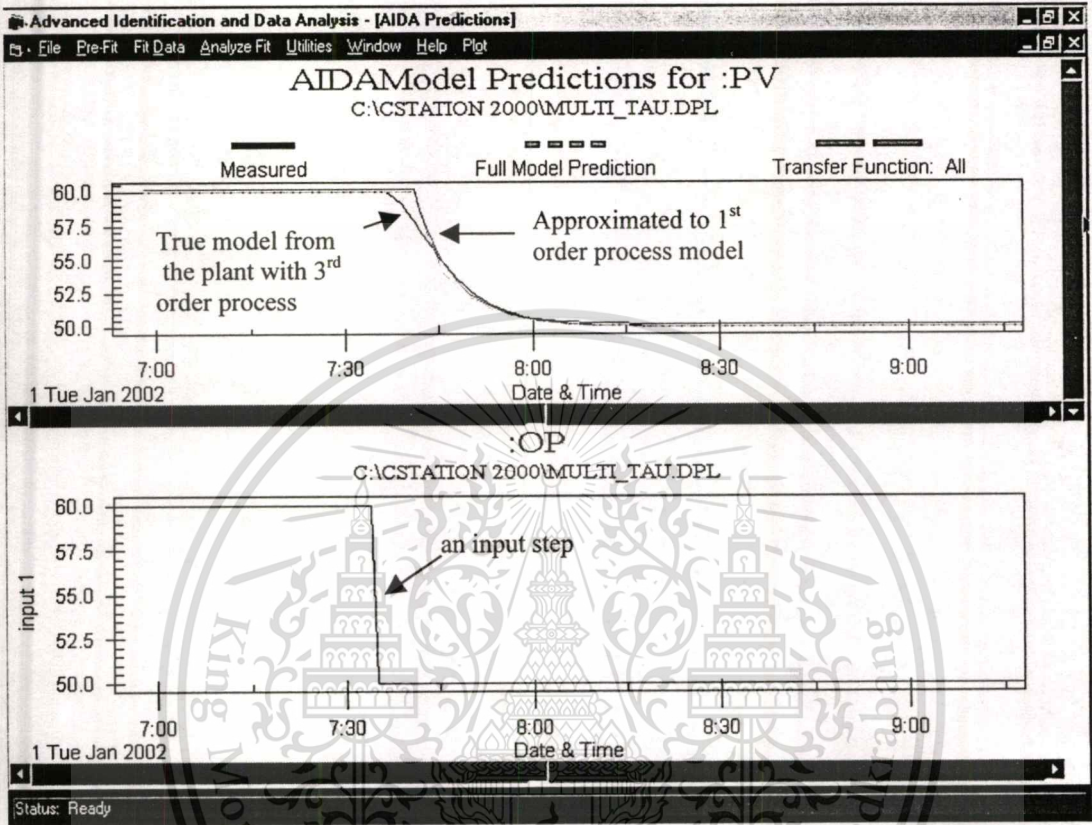 Advanced Identification and Data Analysis - [AIDA Predictions]
File Pre-Fit Fit Data Analyze Fit Utilities Window Help Plot
AIDAModel Predictions for :PV
C:\CSTATION 2000\MULTI_TAU.DPL
Measured Full Model Prediction Transfer Function: All
60.0
57.5
55.0
52.5
50.0
True model from
the plant with 3rd
order process
Approximated to 1st
order process model
7:00 7:30 8:00 8:30 9:00
1 Tue Jan 2002 Date & Time
:OP
C:\CSTATION 2000\MULTI_TAU.DPL
input 1
60.0
57.5
55.0
52.5
50.0
an input step
7:00 7:30 8:00 8:30 9:00
1 Tue Jan 2002 Date & Time
Status: Ready
King Mo